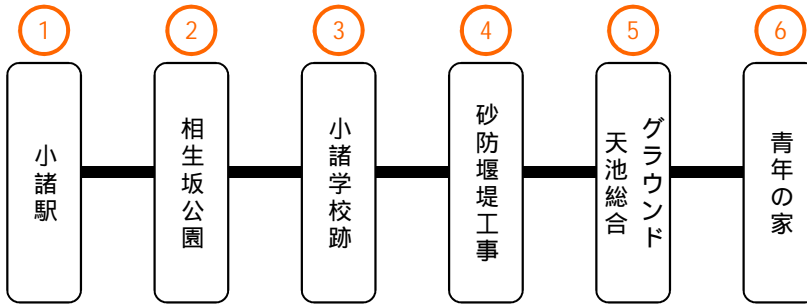 1
小諸駅
2
相生坂公園
3
小諸学校跡
4
砂防堰堤工事
5
天池総合
グラウンド
6
青年の家